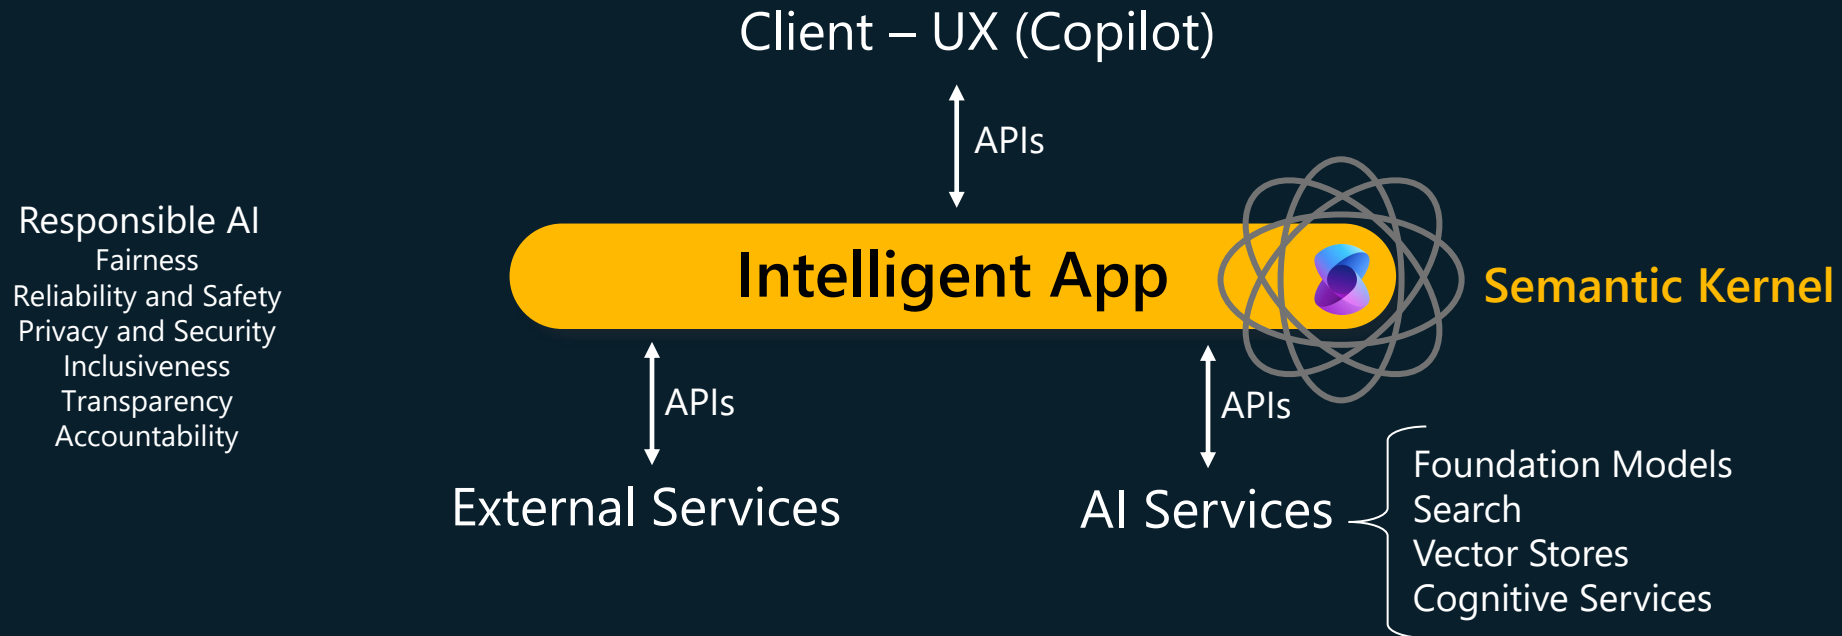 Client – UX (Copilot)
APIs
Responsible AI
Fairness
Reliability and Safety
Privacy and Security
Inclusiveness
Transparency
Accountability
Intelligent App
Semantic Kernel
APIs
APIs
External Services
AI Services
Foundation Models
Search
Vector Stores
Cognitive Services